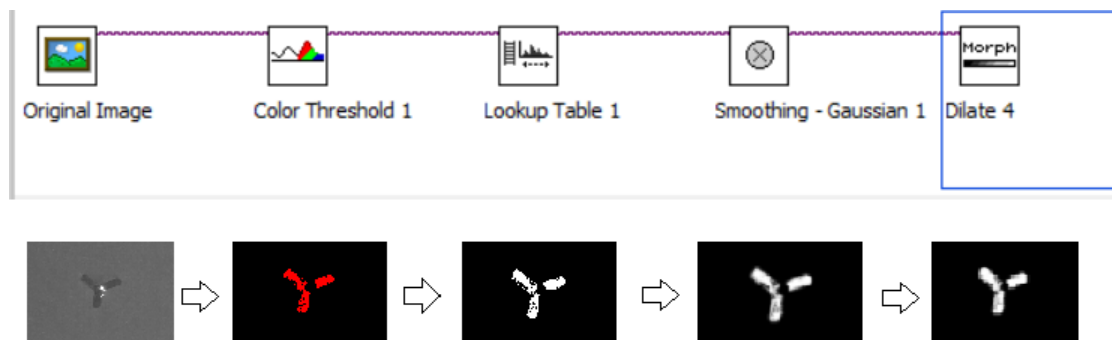 Morph
Original Image
Color Threshold 1
Lookup Table 1
Smoothing - Gaussian 1
Dilate 4